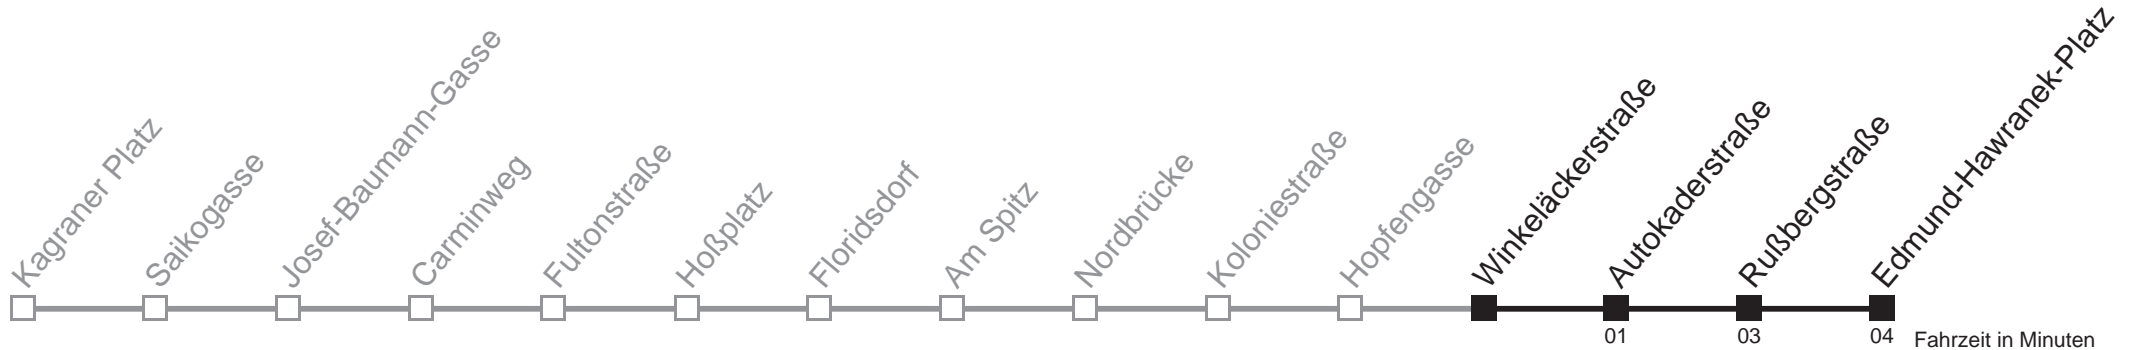 Kagraner Platz
Saikogasse
Josef-Baumann-Gasse
Carminweg
Fultonstraße
Hoßplatz
Floridsdorf
Am Spitz
Nordbrücke
Koloniestraße
Hopfengasse
Winkeläckerstraße
Autokaderstraße
Rußbergstraße
Edmund-Hawranek-Platz
01 03 04 Fahrzeit in Minuten